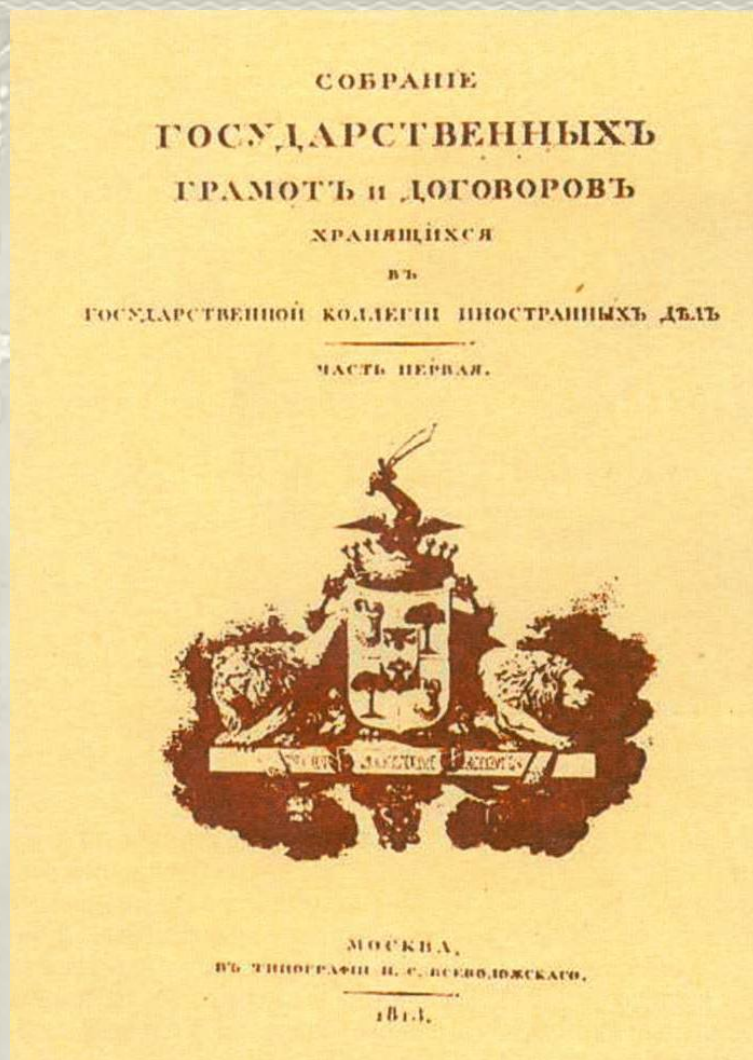 СОБРАНІЕ
ГОСУДАРСТВЕННЫХЪ
ГРАМОТЪ и ДОГОВОРОВЪ
ХРАНЯЩИХСЯ
ВЪ
ГОСУДАРСТВЕННОЙ КОЛЛЕГІИ ИНОСТРАННЫХЪ ДѢЛЪ
ЧАСТЬ ПЕРВАЯ.
МОСКВА,
ВЪ ТИПОГРАФІИ Н. С. ВСЕВОЛОЖСКАГО.
1813.